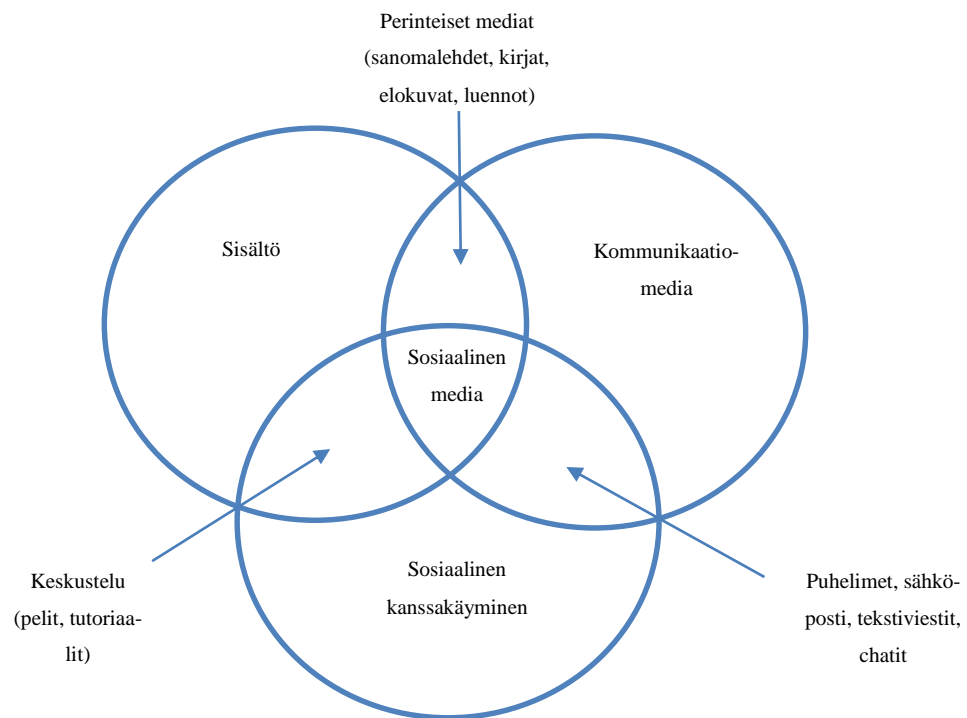 Perinteiset mediat
(sanomalehdet, kirjat,
elokuvat, luennot)
Sisältö
Kommunikaatio-
media
Sosiaalinen
media
Keskustelu
(pelit, tutoriaa-
lit)
Sosiaalinen
kanssakäyminen
Puhelimet, sähkö-
posti, tekstiviestit,
chatit